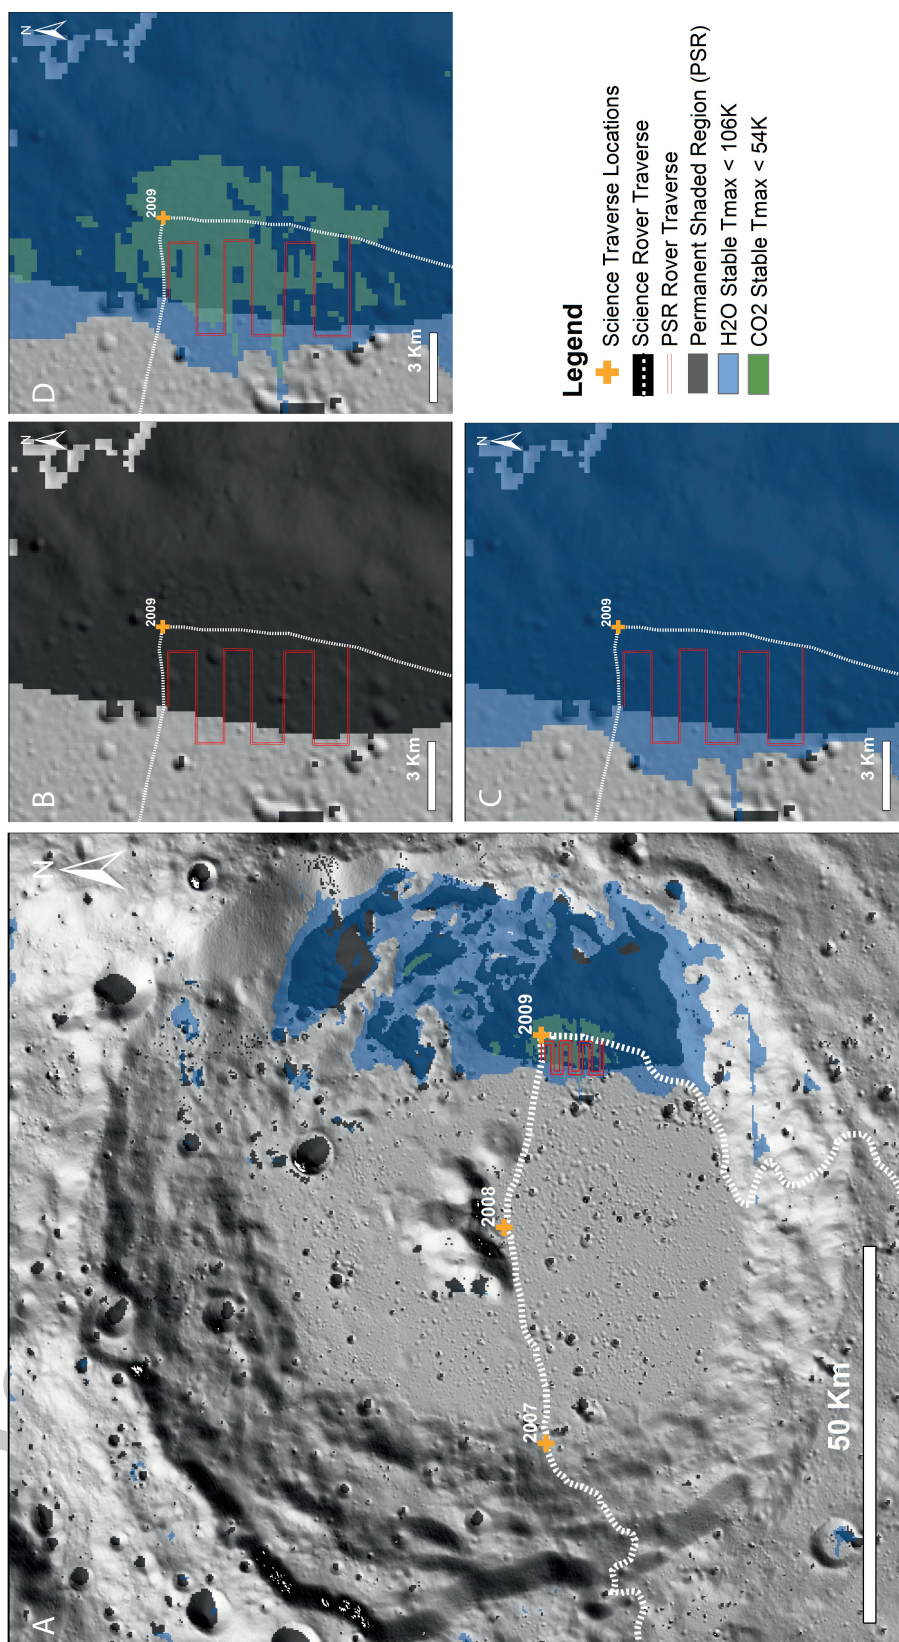 A
N
2007
2008
2009
50 Km
B
N
2009
3 Km
C
N
2009
3 Km
D
N
2009
3 Km
Legend
Science Traverse Locations
Science Rover Traverse
PSR Rover Traverse
Permanent Shaded Region (PSR)
H2O Stable Tmax < 106K
CO2 Stable Tmax < 54K